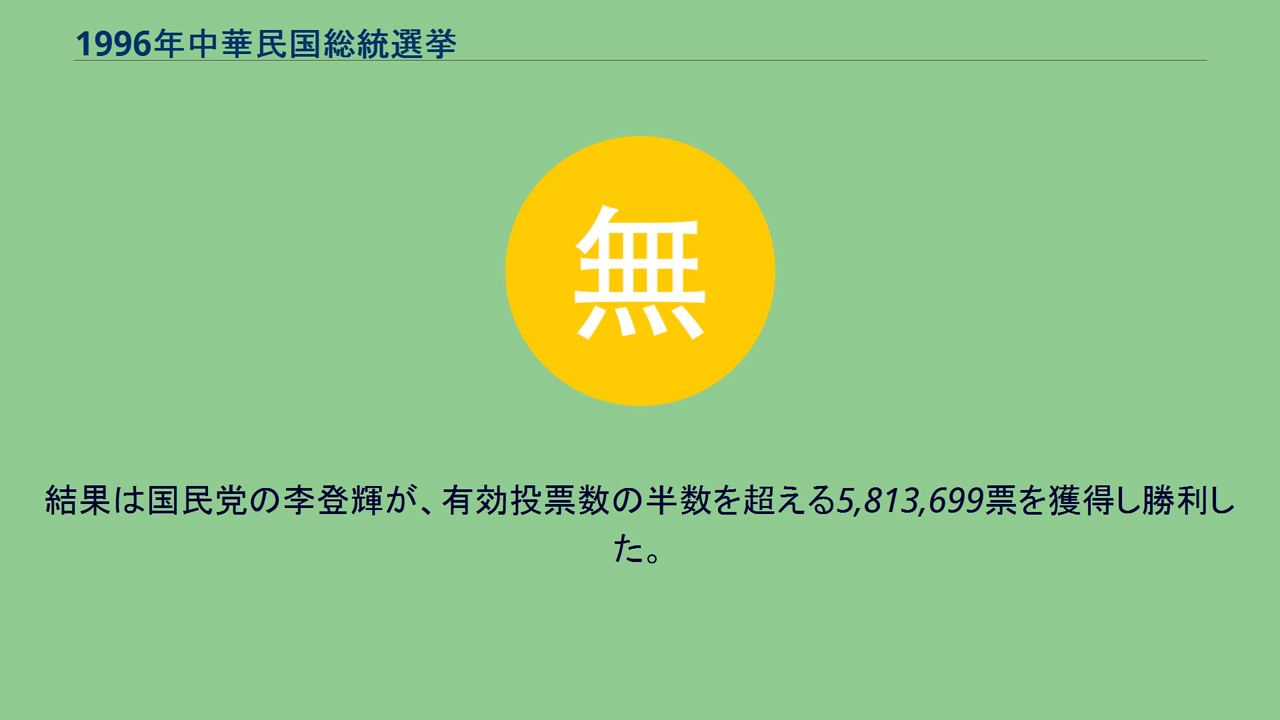 1996年中華民国総統選挙
無
結果は国民党の李登輝が、有効投票数の半数を超える5,813,699票を獲得し勝利し
た。